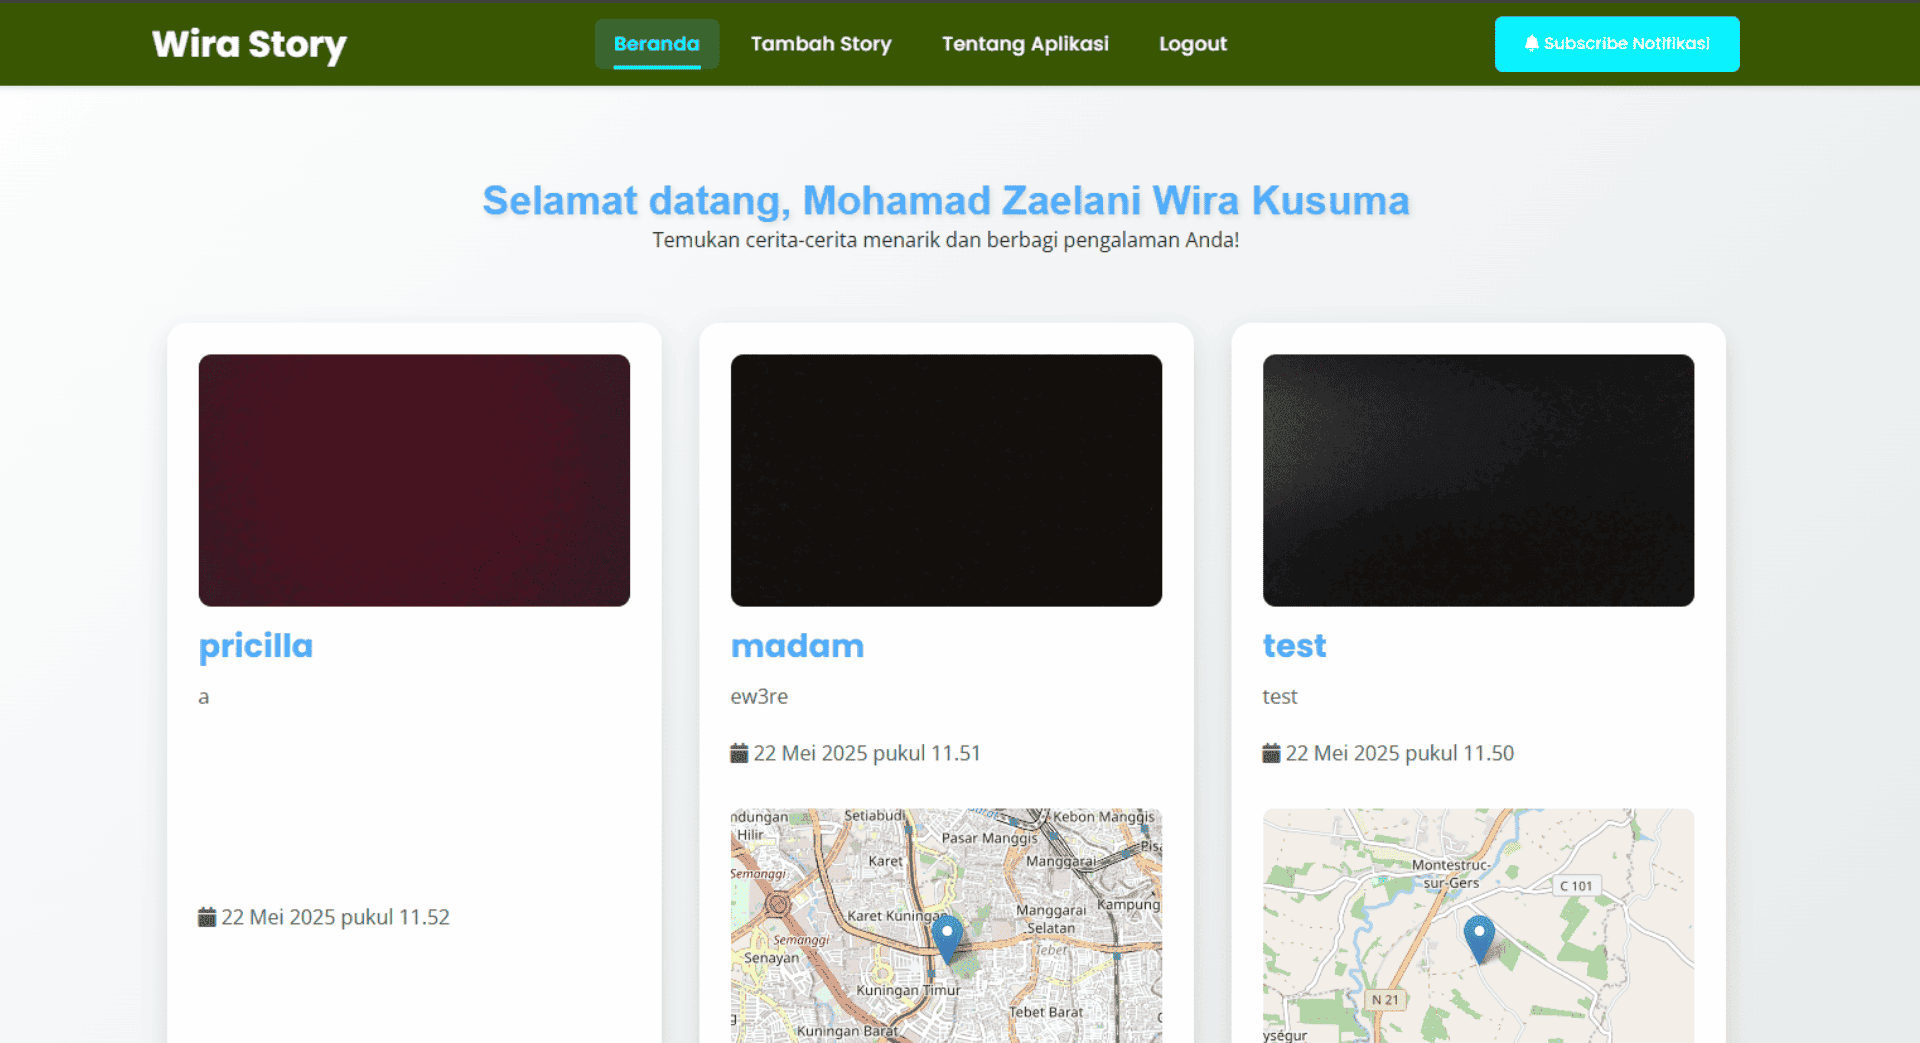 Wira Story
Beranda
Tambah Story
Tentang Aplikasi
Logout
Subscribe Notifikasi
Selamat datang, Mohamad Zaelani Wira Kusuma
Temukan cerita-cerita menarik dan berbagi pengalaman Anda!
pricilla
a
22 Mei 2025 pukul 11.52
madam
ew3re
22 Mei 2025 pukul 11.51
ndungan
Hilir
Setiabudi
Kebon Manggis
Pasar Manggis
Karet
Manggarai
Semanggi
Kampung
Karet Kuningan
Manggarai
Selatan
Semanggi
Tebet
Senayan
Kuningan Timur
Tebet Barat
Kuningan Barat
test
test
22 Mei 2025 pukul 11.50
Montestruc-
sur-Gers
C 101
N 21
ységur